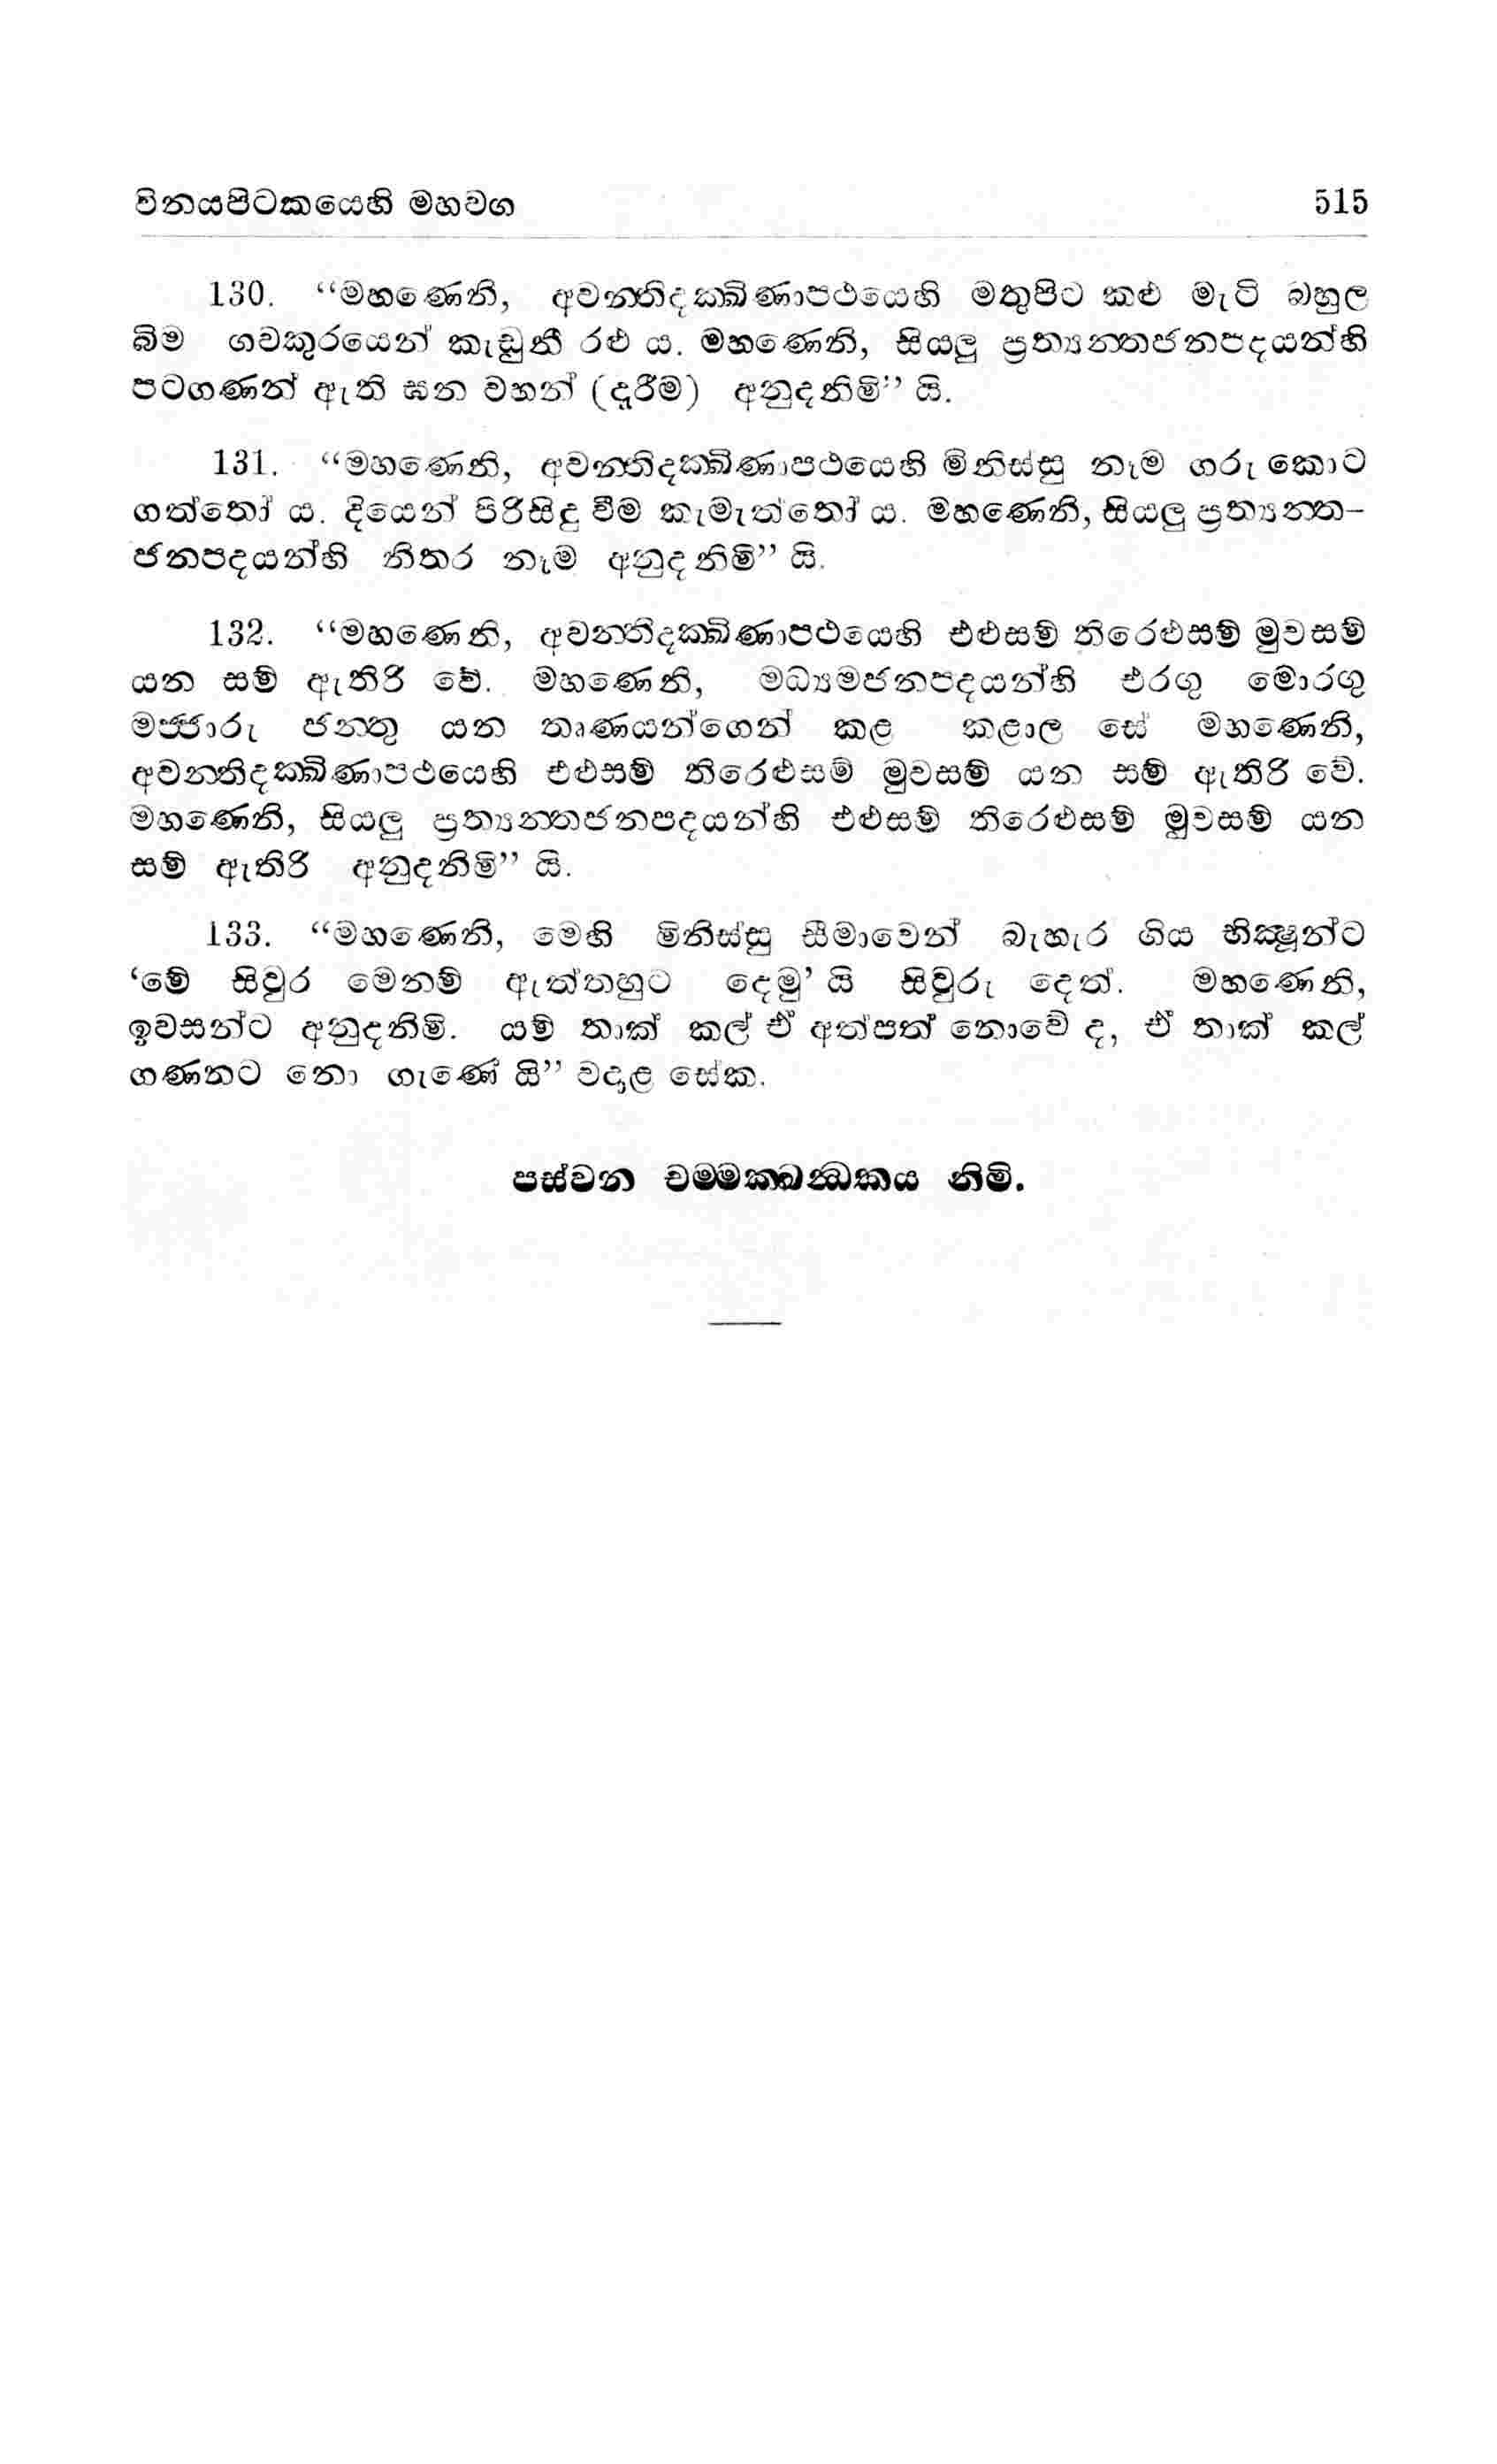 විනයපිටකයෙහි මහවග 515
130. “මහණෙනි, අවන්තිදක්ඛිණාපථයෙහි මතුපිට කළු මැටි බහුල
බිම ගවකුරයෙන් කැඩුනී රළු ය. මහණෙනි, සියලු ප්‍රත්‍යන්තජනපදයන්හි
පටගණන් ඇති ඝන වහන් (දැරීම) අනුදනිමි” යි.
131. “මහණෙනි, අවන්තිදක්ඛිණාපථයෙහි මිනිස්සු නෑම ගරු කොට
ගත්තෝ ය. දියෙන් පිරිසිදු වීම කැමැත්තෝ ය. මහණෙනි, සියලු ප්‍රත්‍යන්ත-
ජනපදයන්හි නිතර නෑම අනුදනිමි” යි.
132. “මහණෙනි, අවන්තිදක්ඛිණාපථයෙහි එළුසම් තිරෙළුසම් මුවසම්
යන සම් ඇතිරි වේ. මහණෙනි, මධ්‍යමජනපදයන්හි එරගු මොරගු
මජ්ජාරු ජන්තු යන තෘණයන්ගෙන් කළ කළාල සේ මහණෙනි,
අවන්තිදක්ඛිණාපථයෙහි එළුසම් තිරෙළුසම් මුවසම් යන සම් ඇතිරි වේ.
මහණෙනි, සියලු ප්‍රත්‍යන්තජනපදයන්හි එළුසම් තිරෙළුසම් මුවසම් යන
සම් ඇතිරි අනුදනිමි” යි.
133. “මහණෙනි, මෙහි මිනිස්සු සීමාවෙන් බැහැර ගිය භික්‍ෂූන්ට
‘මේ සිවුර මෙනම් ඇත්තහුට දෙමු’ යි සිවුරු දෙත්. මහණෙනි,
ඉවසන්ට අනුදනිමි. යම් තාක් කල් ඒ අත්පත් නොවේ ද, ඒ තාක් කල්
ගණනට නො ගැණේ යි” වදාළ සේක.
පස්වන චම්මක්ඛන්ධකය නිමි.